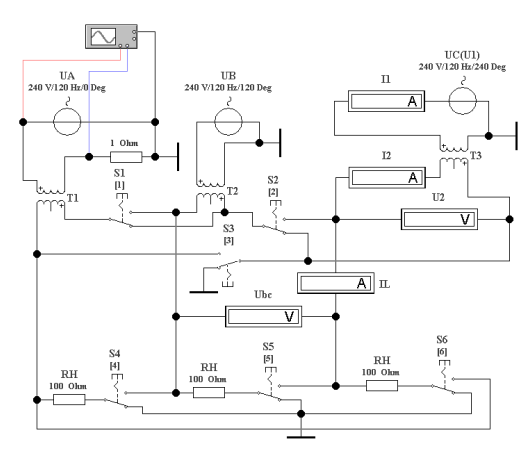 UA
240 V/120 Hz/0 Deg
UB
240 V/120 Hz/120 Deg
UC(U1)
240 V/120 Hz/240 Deg
I1
A
1 Ohm
T1
S1
[1]
T2
S2
[2]
I2
A
T3
U2
V
S3
[3]
A
IL
Ubc
V
S4
[4]
RH
100 Ohm
S5
[5]
RH
100 Ohm
S6
[6]
RH
100 Ohm